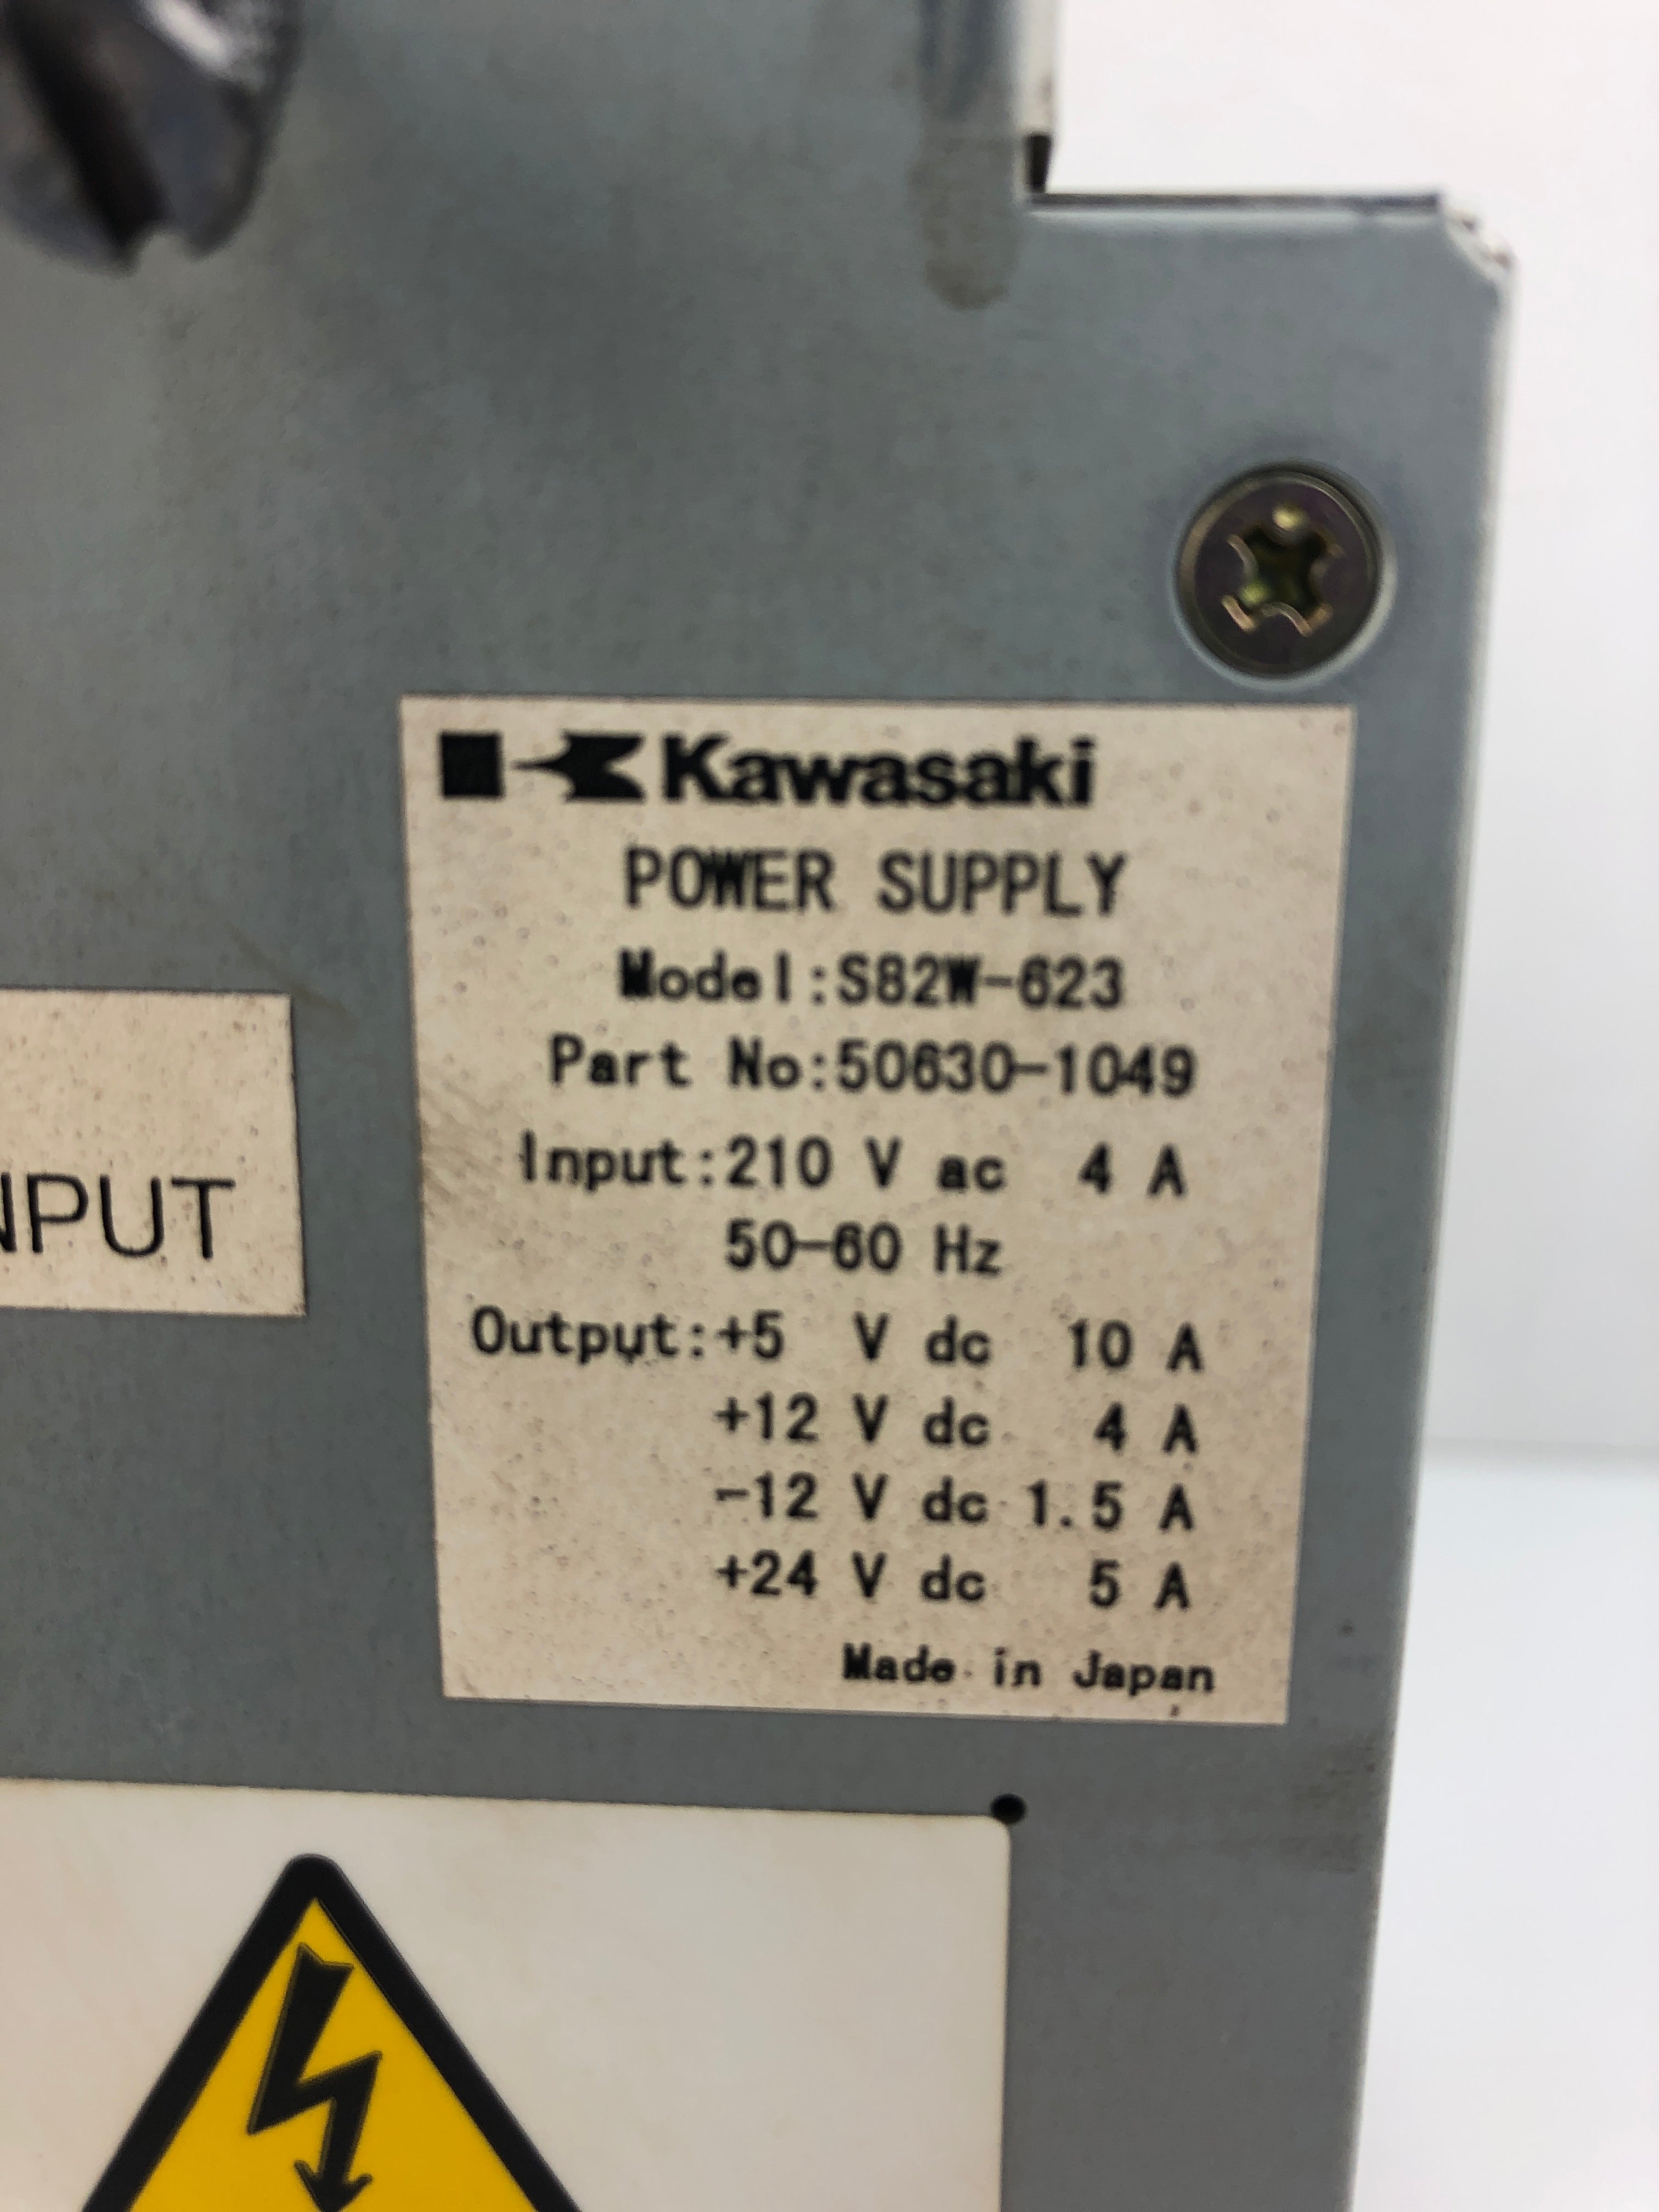 Kawasaki
POWER SUPPLY
Model:S82W-623
Part No:50630-1049
Input:210 V ac 4 A
50-60 Hz
Output:+5 V dc 10 A
+12 V dc 4 A
-12 V dc 1.5 A
+24 V dc 5 A
Made in Japan
NPUT